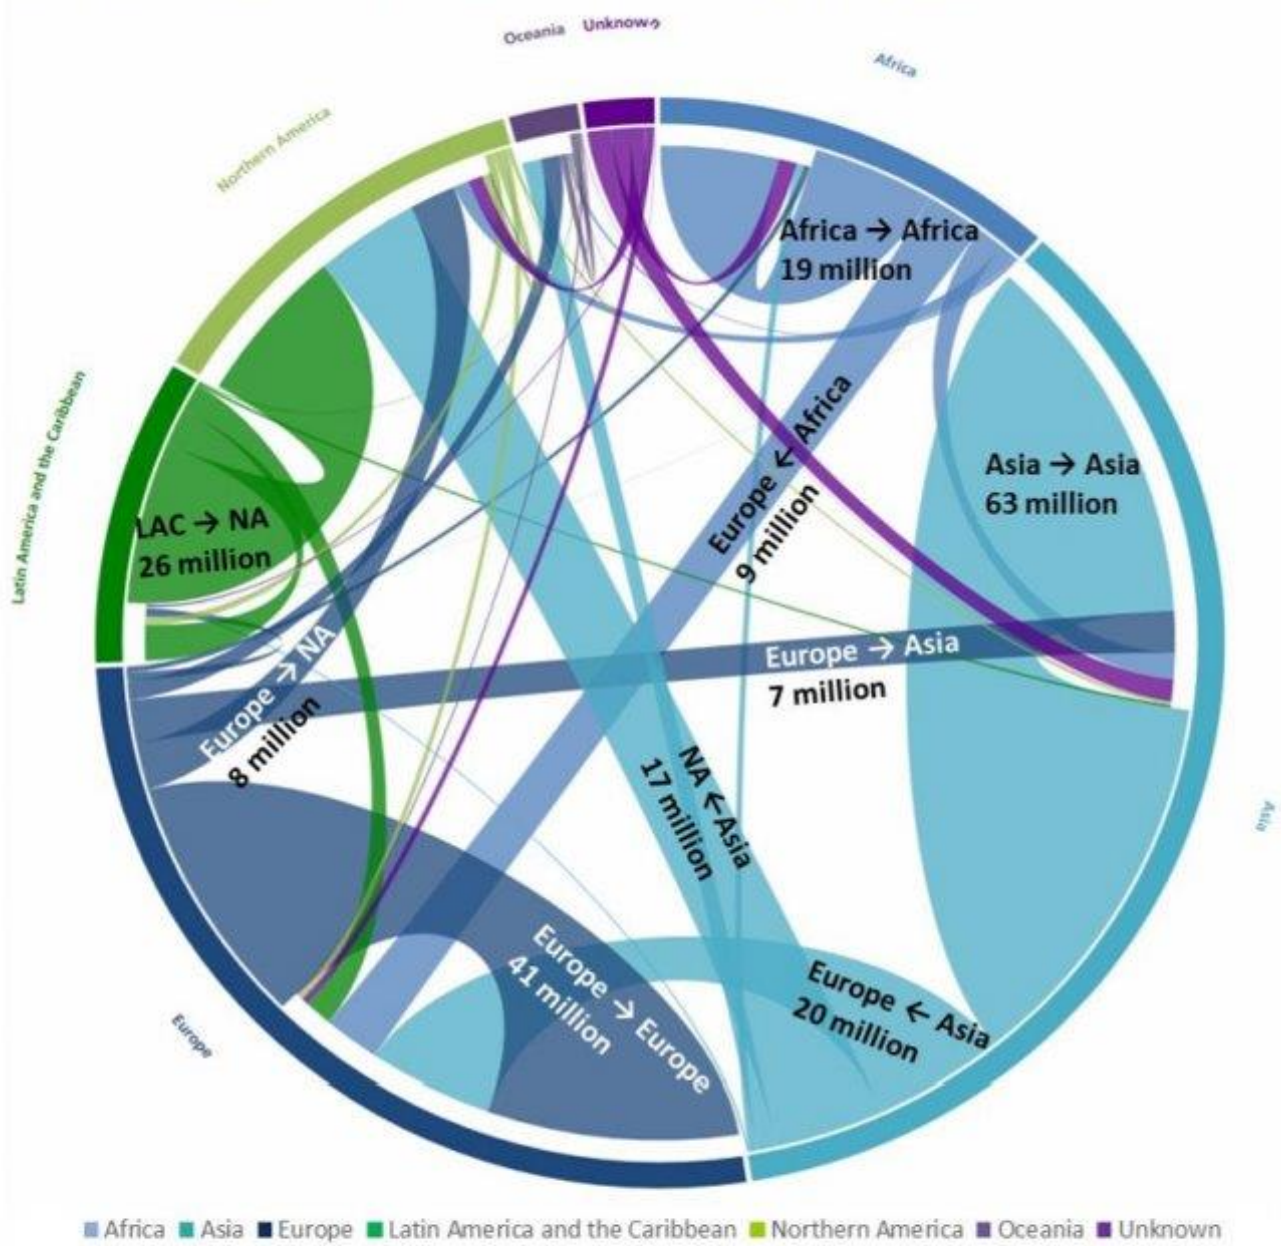 Oceania
Unknown
Africa
Northern America
Latin America and the Caribbean
Africa → Africa
19 million
Europe ← Africa
9 million
Asia → Asia
63 million
LAC → NA
26 million
Europe → NA
8 million
Europe → Asia
7 million
NA ← Asia
17 million
Asia
Europe → Europe
41 million
Europe ← Asia
20 million
Europe
Africa Asia Europe Latin America and the Caribbean Northern America Oceania Unknown